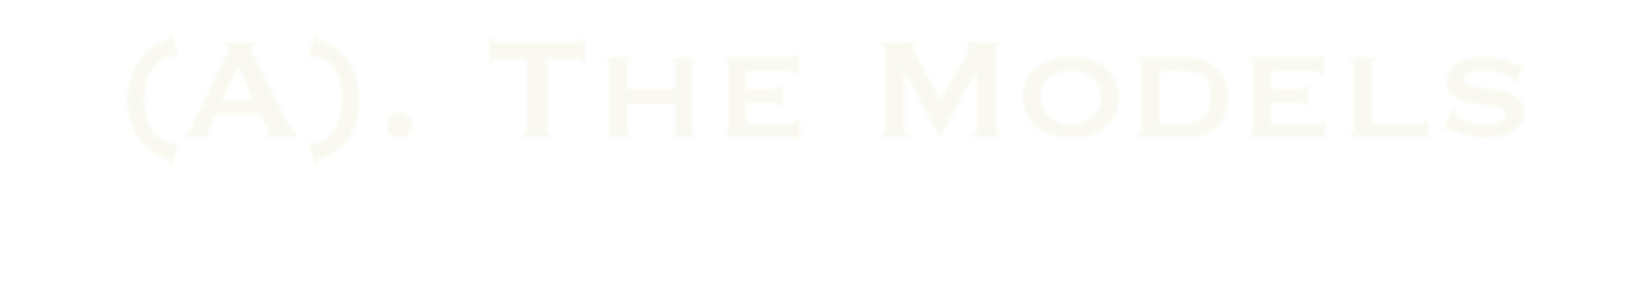 (A). The Models